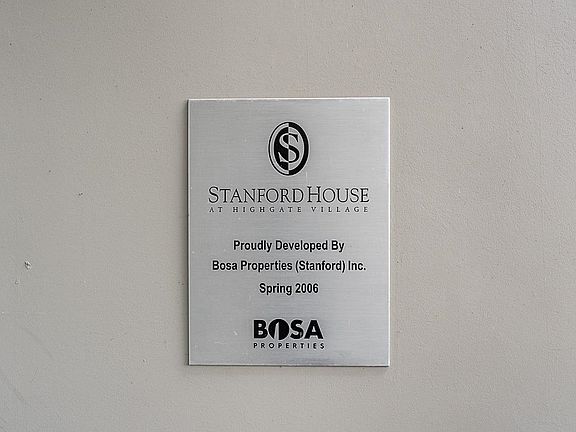 S
STANFORD HOUSE
AT HIGHGATE VILLAGE
Proudly Developed By
Bosa Properties (Stanford) Inc.
Spring 2006
BOSA
PROPERTIES